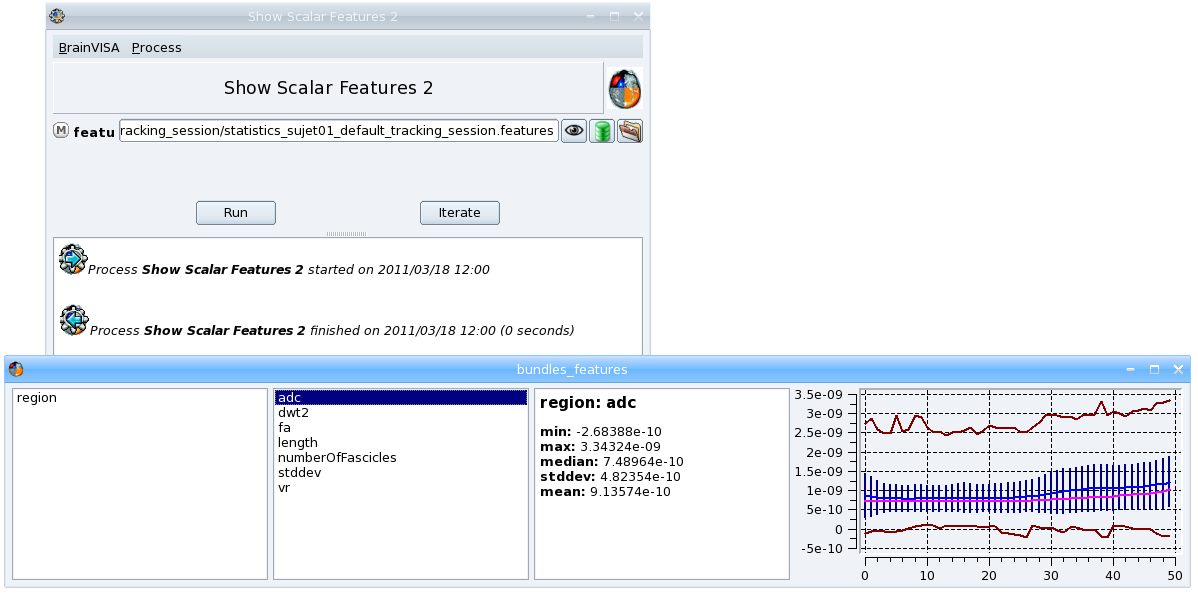 Show Scalar Features 2
BrainVISA Process
Show Scalar Features 2
M featu racking_session/statistics_sujet01_default_tracking_session.features
Run Iterate
Process Show Scalar Features 2 started on 2011/03/18 12:00
Process Show Scalar Features 2 finished on 2011/03/18 12:00 (0 seconds)
bundles_features
region
adc
dwt2
fa
length
numberOfFascicles
stddev
vr
region: adc
min: -2.68388e-10
max: 3.34324e-09
median: 7.48964e-10
stddev: 4.82354e-10
mean: 9.13574e-10
3.5e-09
3e-09
2.5e-09
2e-09
1.5e-09
1e-09
5e-10
0
-5e-10
0 10 20 30 40 50